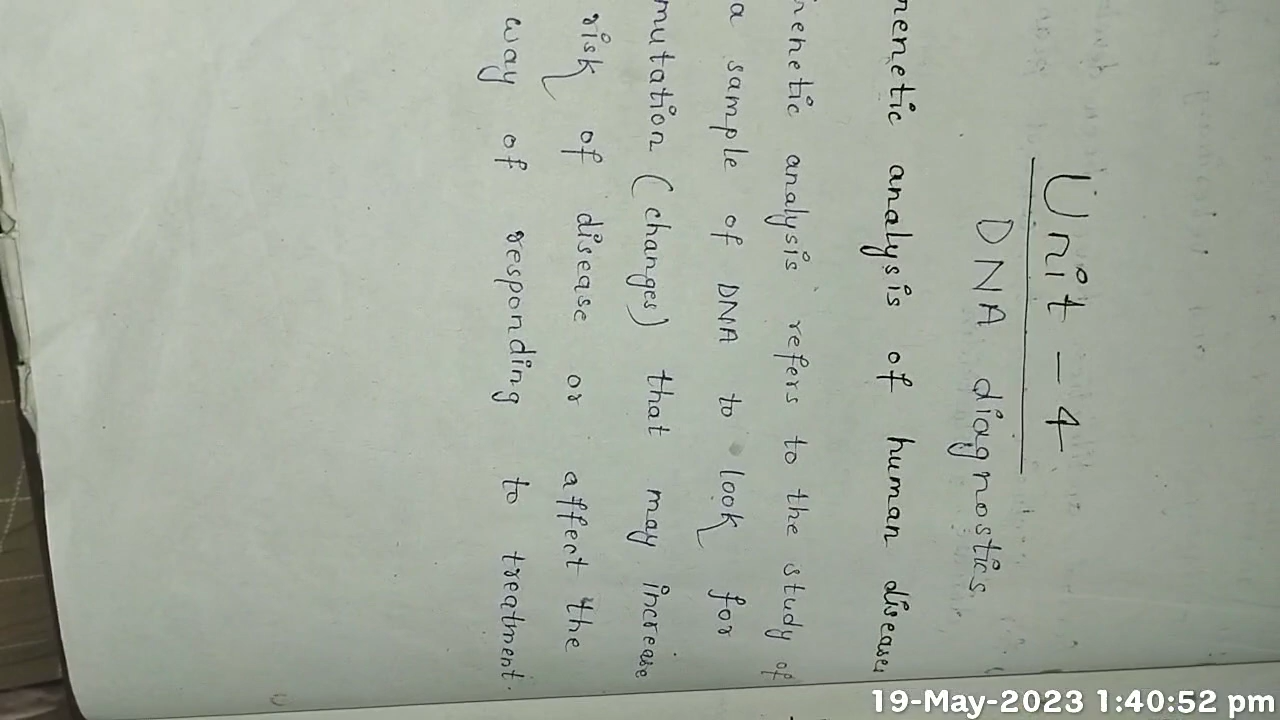 Unit - 4
DNA diagnostics
enetic analysis of human diseases
enetic analysis refers to the study of
a sample of DNA to look for
mutation (changes) that may increase
risk of disease or affect the
way of responding to treatment.
19-May-2023 1:40:52 pm